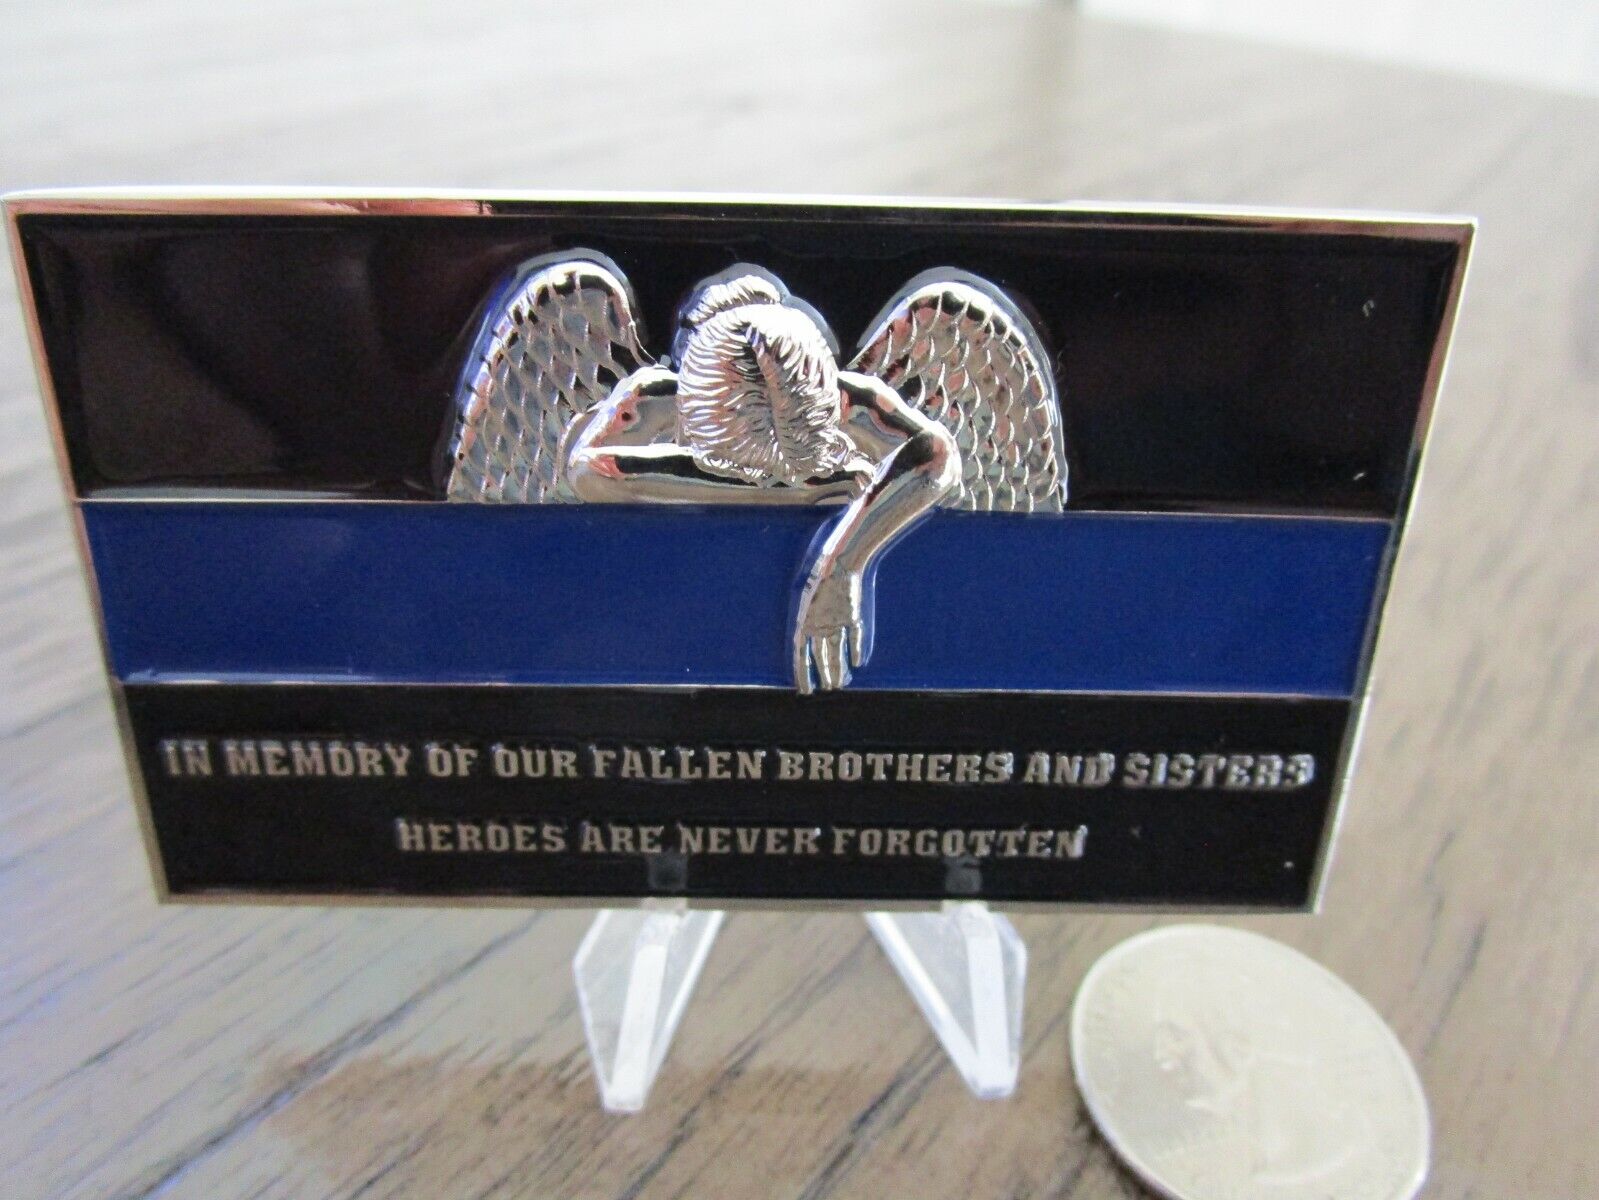 IN MEMORY OF OUR FALLEN BROTHERS AND SISTERS
HEROES ARE NEVER FORGOTTEN